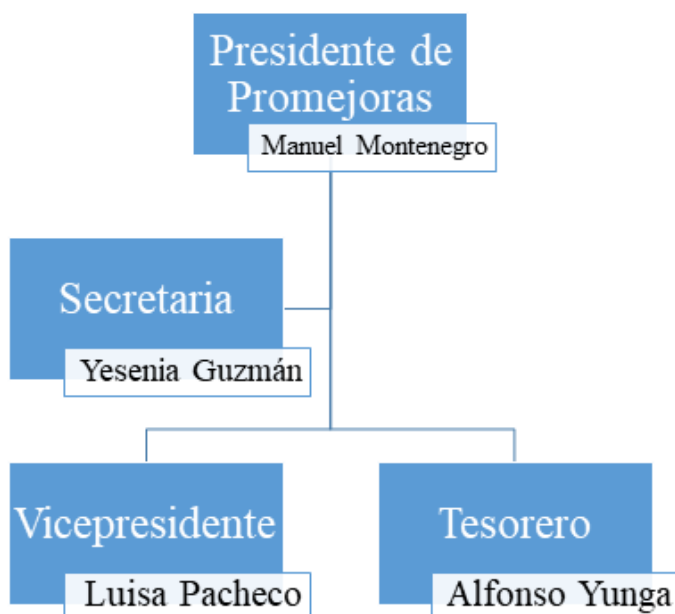 Presidente de
Promejoras
Manuel Montenegro
Secretaria
Yesenia Guzmán
Vicepresidente
Luisa Pacheco
Tesorero
Alfonso Yunga